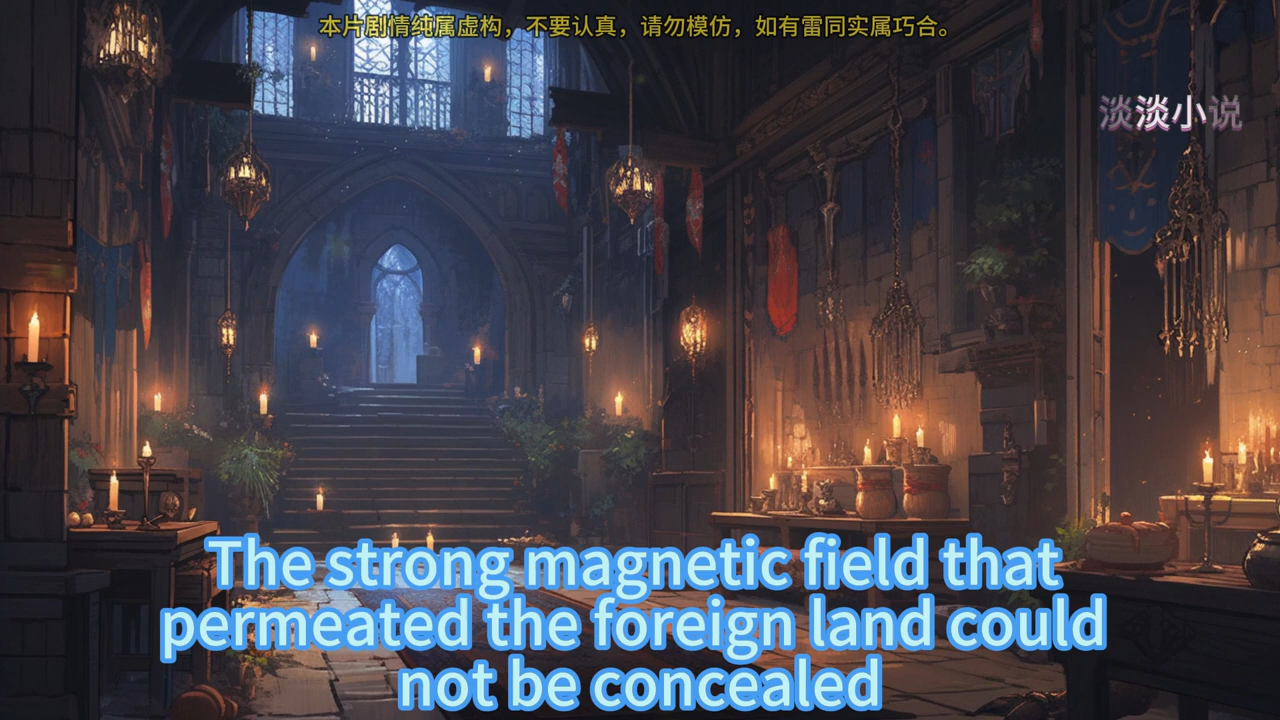 本片剧情纯属虚构，不要认真，请勿模仿，如有雷同实属巧合。
淡淡小说
The strong magnetic field that
permeated the foreign land could
not be concealed